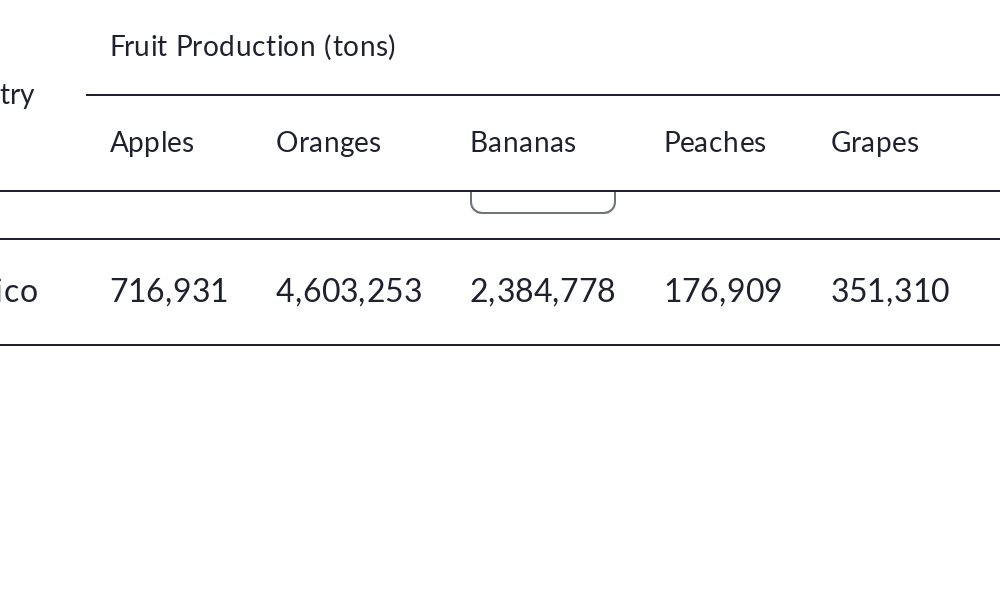 Fruit Production (tons)
try
Apples Oranges Bananas Peaches Grapes
ico 716,931 4,603,253 2,384,778 176,909 351,310